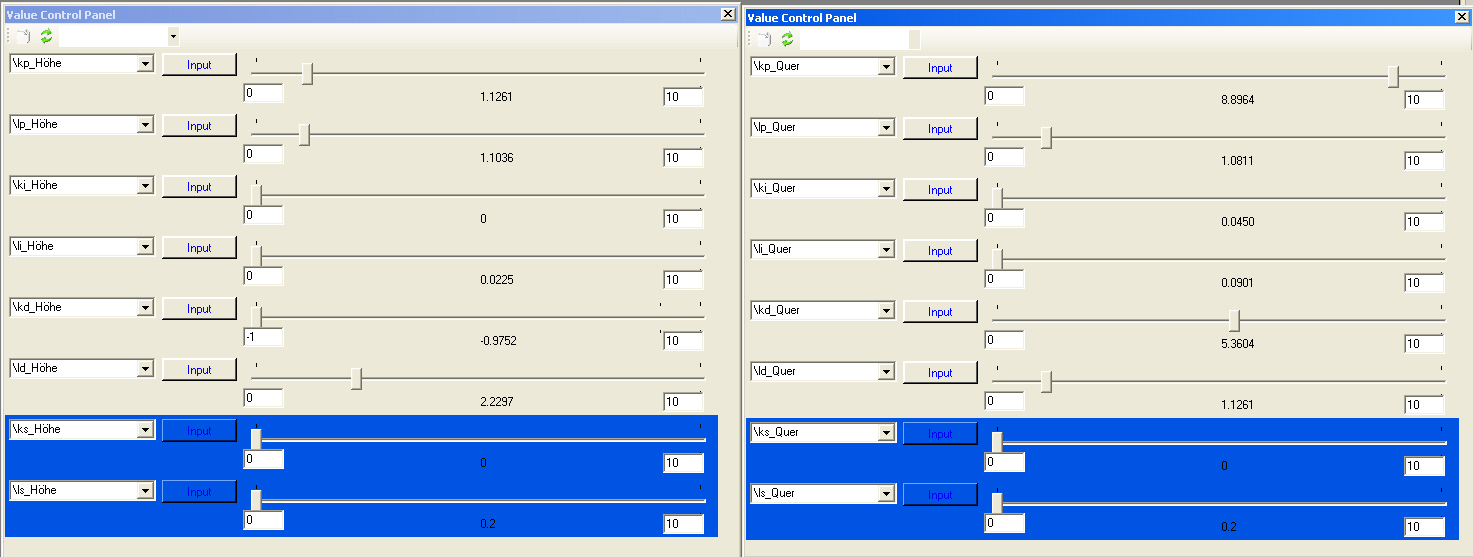 Value Control Panel
\kp_Höhe Input
0 1.1261 10
\lp_Höhe Input
0 1.1036 10
\ki_Höhe Input
0 0 10
\li_Höhe Input
0 0.0225 10
\kd_Höhe Input
-1 -0.9752 10
\ld_Höhe Input
0 2.2297 10
\ks_Höhe Input
0 0 10
\ls_Höhe Input
0 0.2 10
Value Control Panel
\kp_Quer Input
0 8.8964 10
\lp_Quer Input
0 1.0811 10
\ki_Quer Input
0 0.0450 10
\li_Quer Input
0 0.0901 10
\kd_Quer Input
0 5.3604 10
\ld_Quer Input
0 1.1261 10
\ks_Quer Input
0 0 10
\ls_Quer Input
0 0.2 10